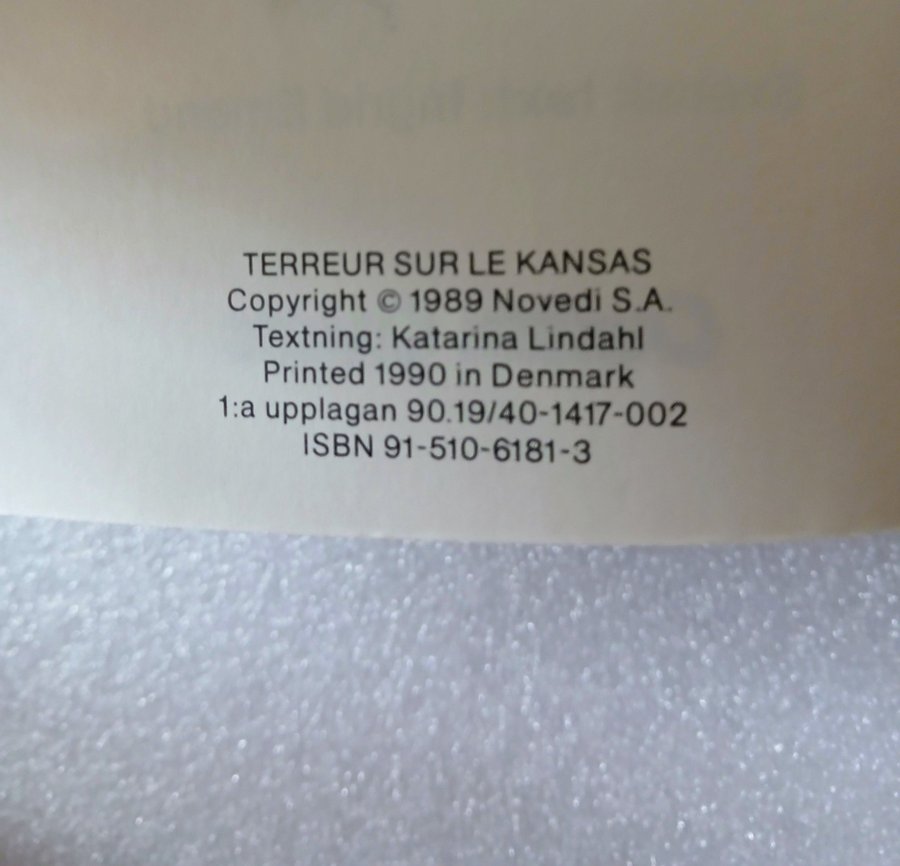 TERREUR SUR LE KANSAS
Copyright © 1989 Novedi S.A.
Textning: Katarina Lindahl
Printed 1990 in Denmark
1:a upplagan 90.19/40-1417-002
ISBN 91-510-6181-3